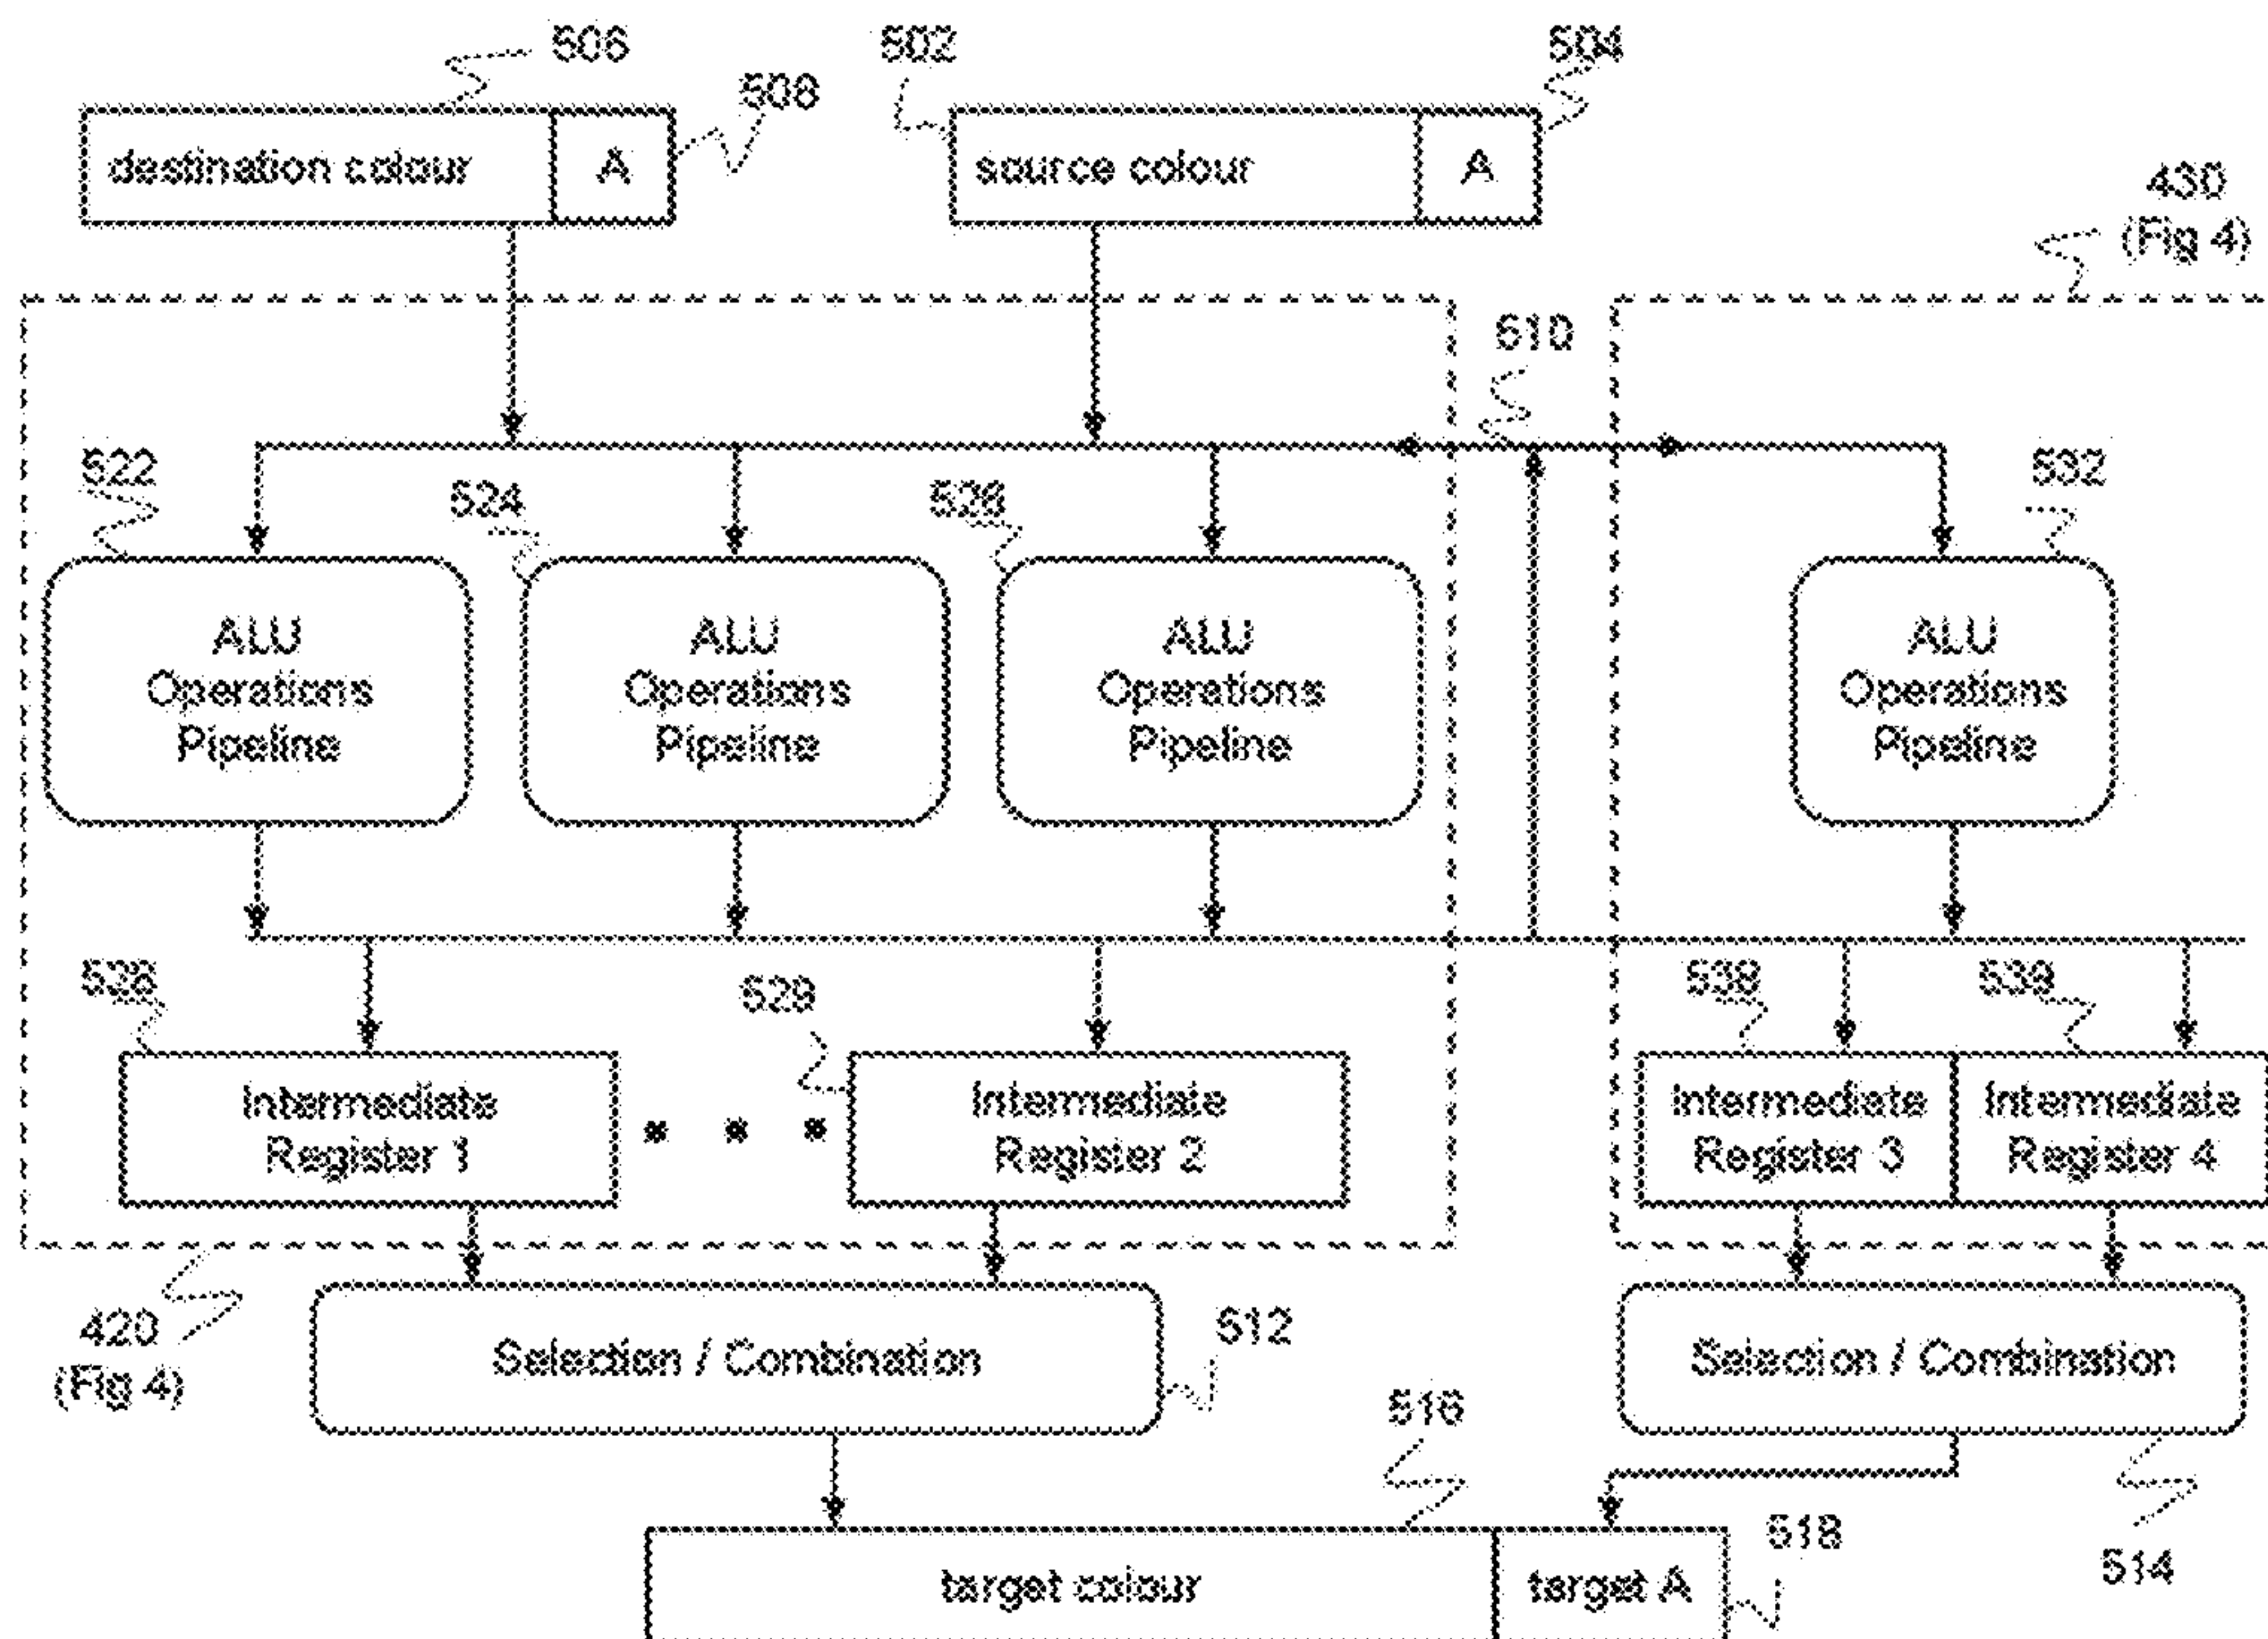 506
502
504
508
destination colour
A
source colour
A
430
(Fig 4)
510
522
524
526
532
ALU
Operations
Pipeline
ALU
Operations
Pipeline
ALU
Operations
Pipeline
ALU
Operations
Pipeline
528
529
538
539
Intermediate
Register 1
Intermediate
Register 2
Intermediate
Register 3
Intermediate
Register 4
420
(Fig 4)
Selection / Combination
512
Selection / Combination
516
514
target colour
target A
518